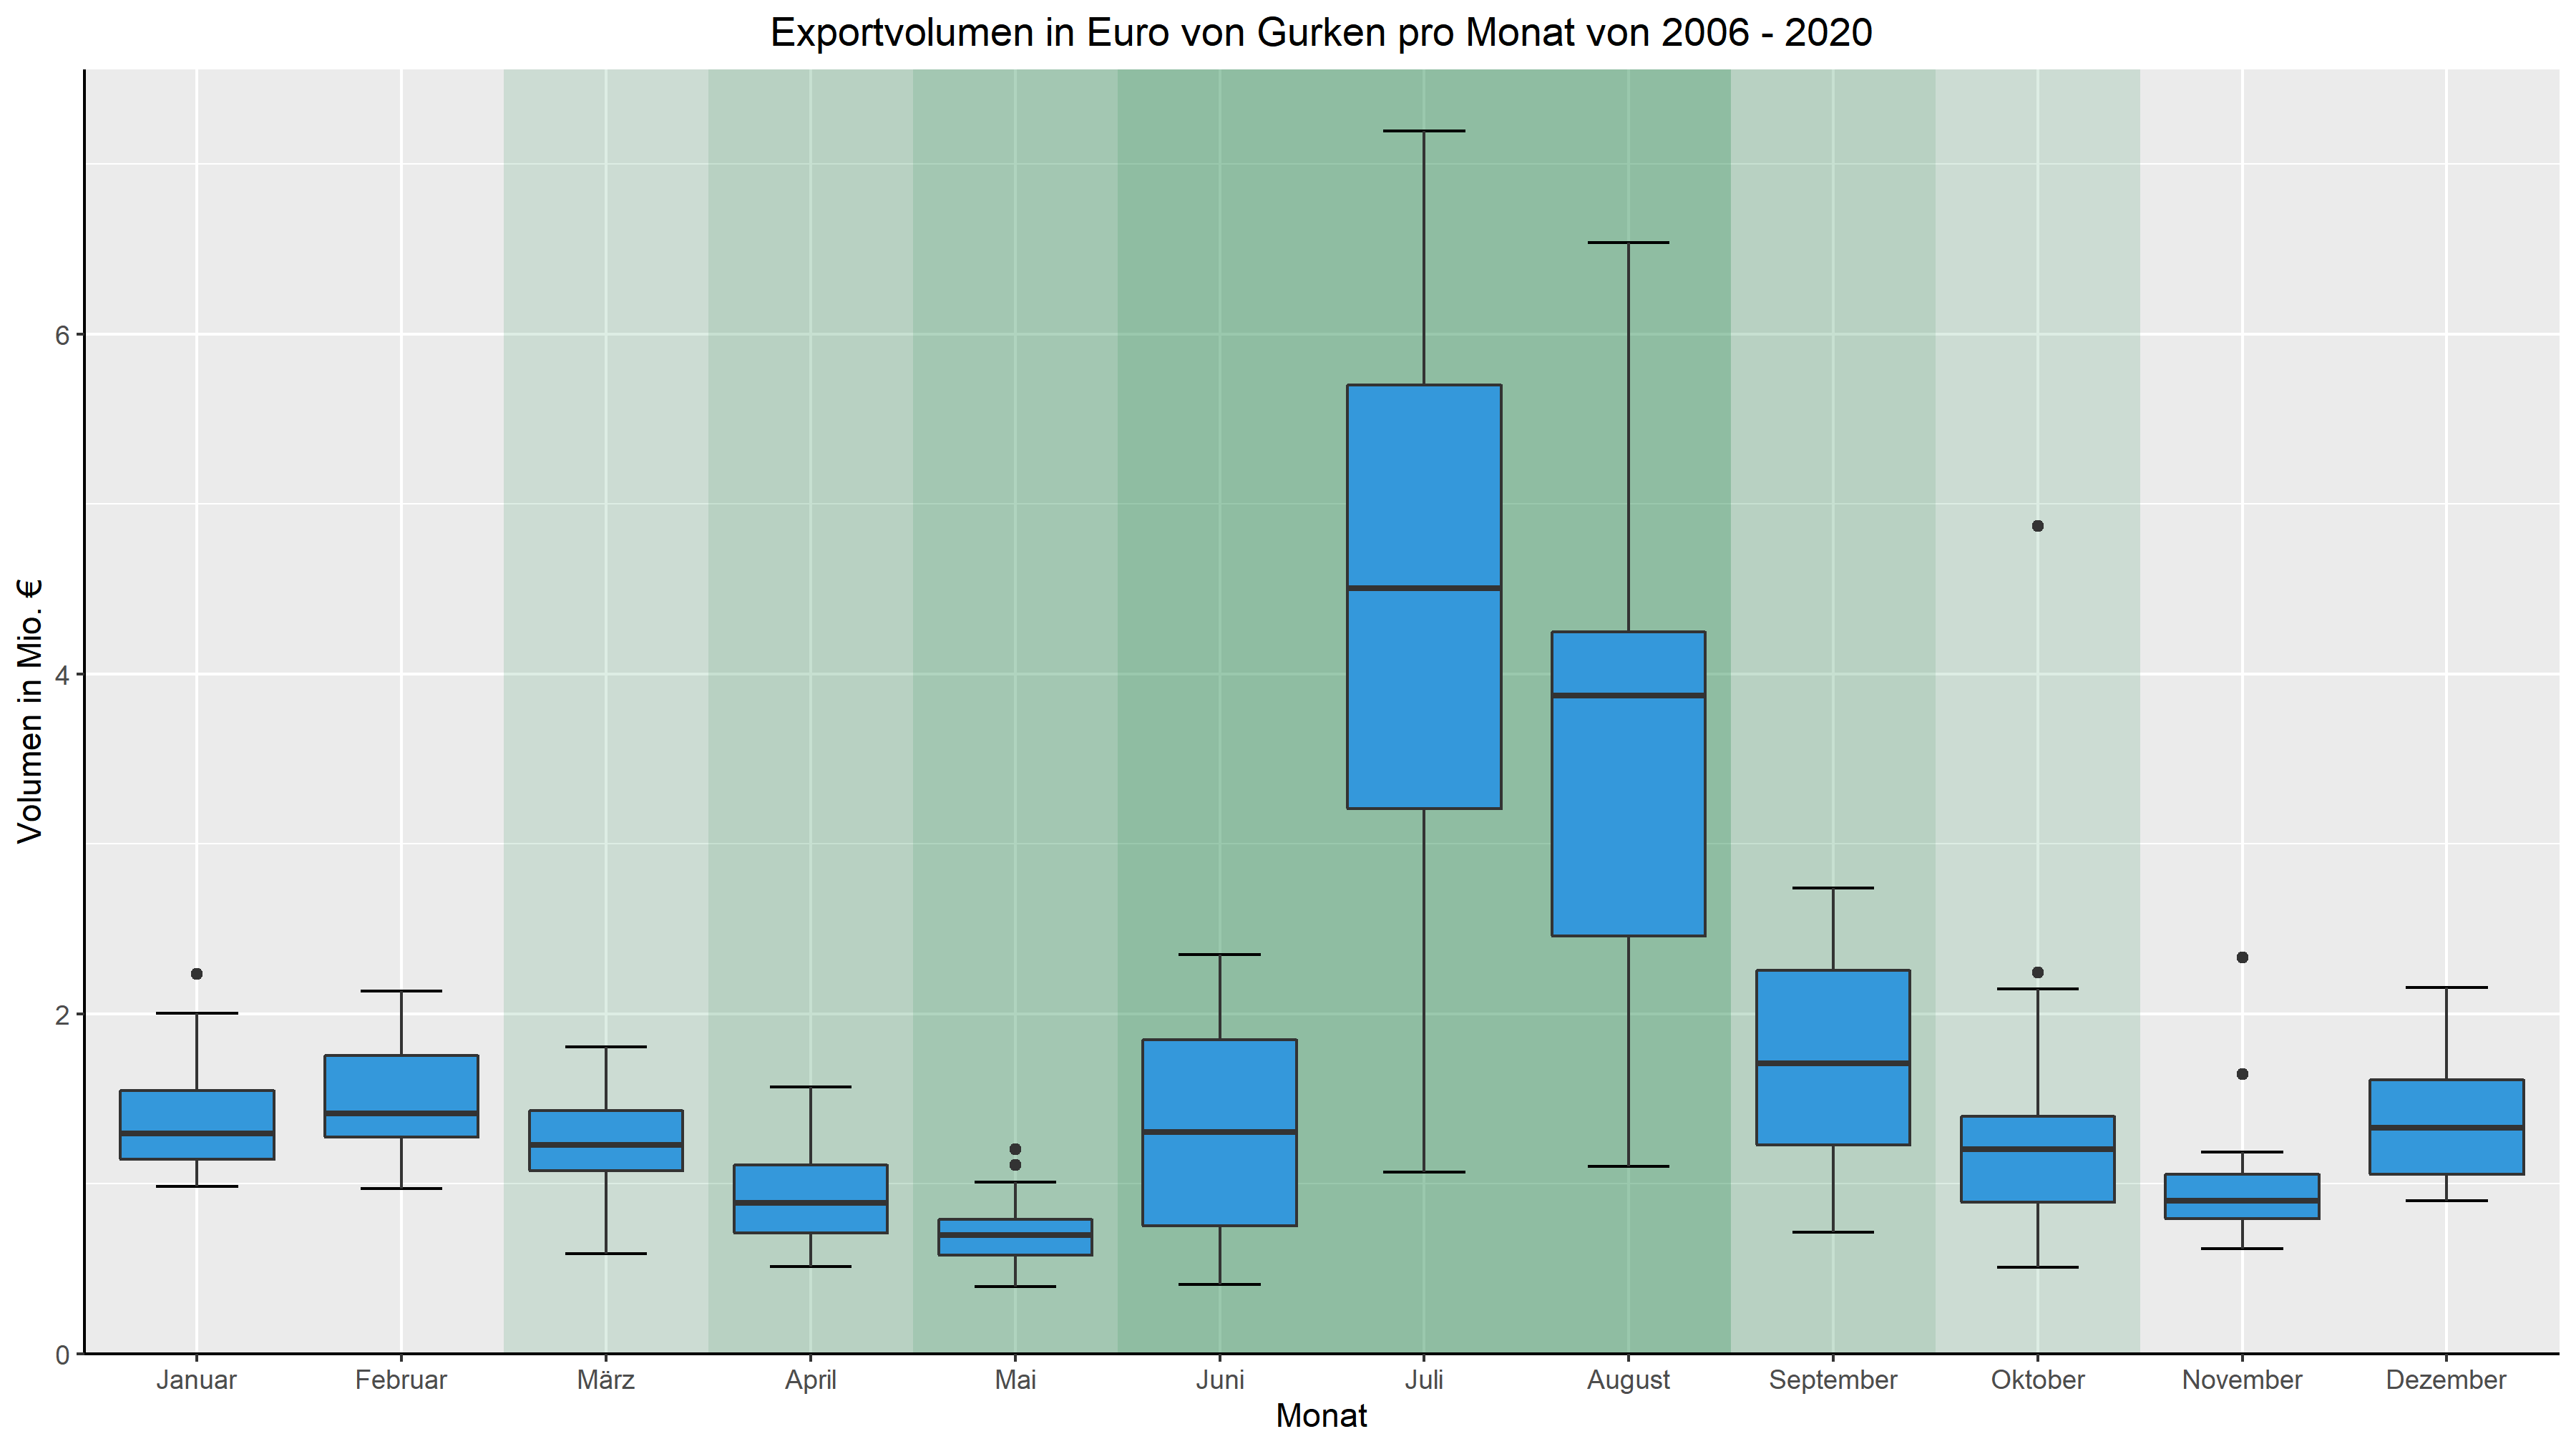 Exportvolumen in Euro von Gurken pro Monat von 2006 - 2020
Volumen in Mio. €
6
4
2
0
Januar Februar März April Mai Juni Juli August September Oktober November Dezember
Monat